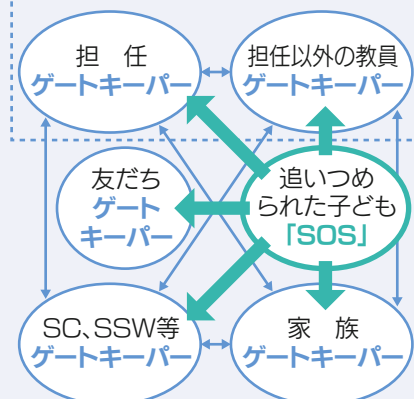 担　任
ゲートキーパー
担任以外の教員
ゲートキーパー
友だち
ゲート
キーパー
追いつめ
られた子ども
「SOS」
SC、SSW等
ゲートキーパー
家　族
ゲートキーパー